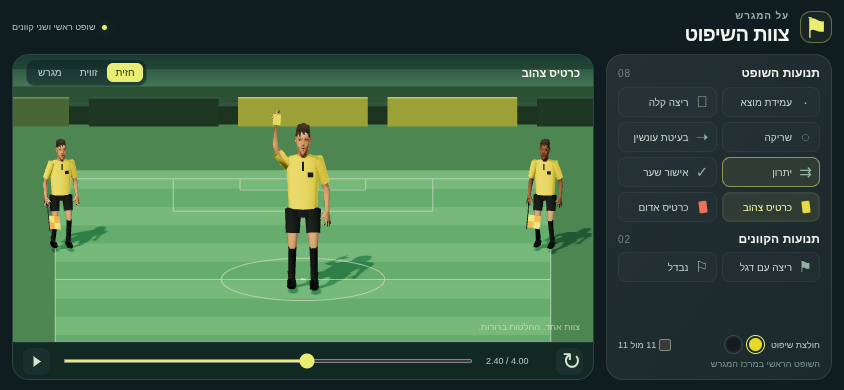 על המגרש
צוות השיפוט
שופט ראשי ושני קוונים
תנועות השופט
08
עמידת מוצא
ריצה קלה
שריקה
בעיטת עונשין
יתרון
אישור שער
כרטיס צהוב
כרטיס אדום
תנועות הקוונים
02
ריצה עם דגל
נבדל
חולצת שיפוט
11 מול 11
השופט הראשי במרכז המגרש
כרטיס צהוב
חזית
זווית
מגרש
צוות אחד. החלטות ברורות.
2.40 / 4.00